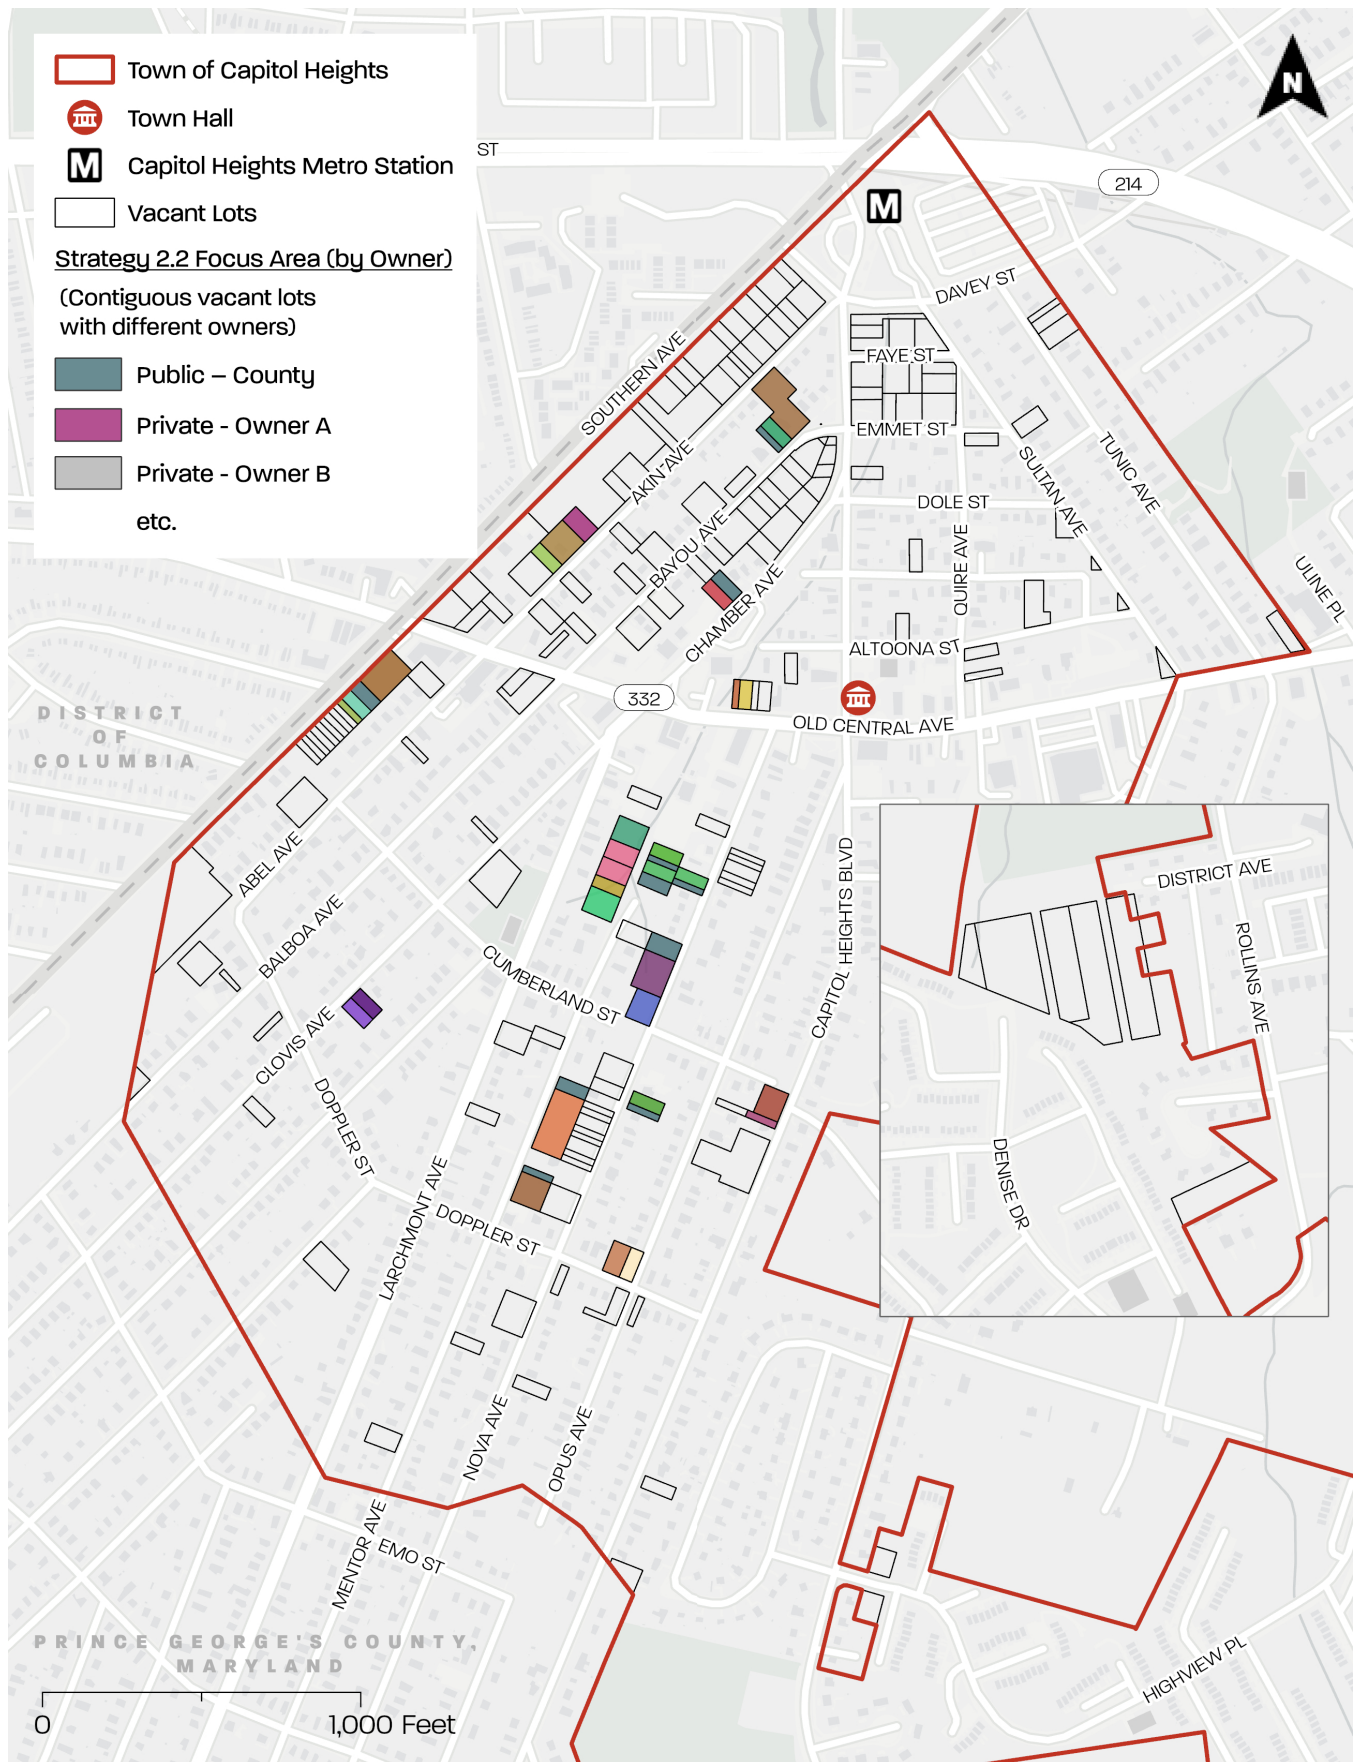 Town of Capitol Heights
Town Hall
M
Capitol Heights Metro Station
Vacant Lots
Strategy 2.2 Focus Area (by Owner)
(Contiguous vacant lots
with different owners)
Public – County
Private - Owner A
Private - Owner B
etc.
N
ST
214
M
DAVEY ST
FAYE ST
SOUTHERN AVE
EMMET ST
AKIN AVE
TUNIC AVE
SULTAN AVE
DOLE ST
BAYOU AVE
QUIRE AVE
CHAMBER AVE
ULINE PL
ALTOONA ST
332
OLD CENTRAL AVE
DISTRICT
OF
COLUMBIA
ABEL AVE
CAPITOL HEIGHTS BLVD
DISTRICT AVE
BALBOA AVE
ROLLINS AVE
CUMBERLAND ST
CLOVIS AVE
DOPPLER ST
DENISE DR
LARCHMONT AVE
DOPPLER ST
NOVA AVE
OPUS AVE
MENTOR AVE
EMO ST
PRINCE GEORGE'S COUNTY,
MARYLAND
HIGHVIEW PL
0
1,000 Feet